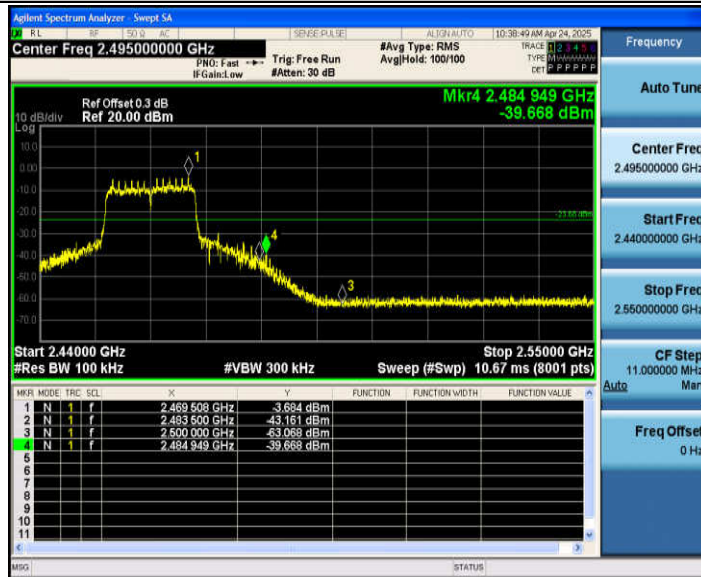 Agilent Spectrum Analyzer - Swept SA
RL RF 50 Ω AC SENSE:PULSE ALIGN AUTO 10:38:49 AM Apr 24, 2025
Center Freq 2.495000000 GHz
#Avg Type: RMS
TRACE 1 2 3 4 5 6
PNO: Fast Trig: Free Run Avg|Hold: 100/100
TYPE M W W W W W
IFGain:Low #Atten: 30 dB
DET P P P P P P
Ref Offset 0.3 dB
Mkr4 2.484 949 GHz
10 dB/div Ref 20.00 dBm
-39.668 dBm
Log
10.0
1
0.00
-10.0
-20.0
-23.68 dBm
-30.0
4
-40.0
-50.0
3
-60.0
-70.0
Start 2.44000 GHz Stop 2.55000 GHz
#Res BW 100 kHz #VBW 300 kHz Sweep (#Swp) 10.67 ms (8001 pts)
MKR MODE TRC SCL X Y FUNCTION FUNCTION WIDTH FUNCTION VALUE
1 N 1 f 2.469 508 GHz -3.684 dBm
2 N 1 f 2.483 500 GHz -43.161 dBm
3 N 1 f 2.500 000 GHz -63.068 dBm
4 N 1 f 2.484 949 GHz -39.668 dBm
5
6
7
8
9
10
11
MSG STATUS
Frequency
Auto Tune
Center Freq
2.495000000 GHz
Start Freq
2.440000000 GHz
Stop Freq
2.550000000 GHz
CF Step
11.000000 MHz
Auto Man
Freq Offset
0 Hz